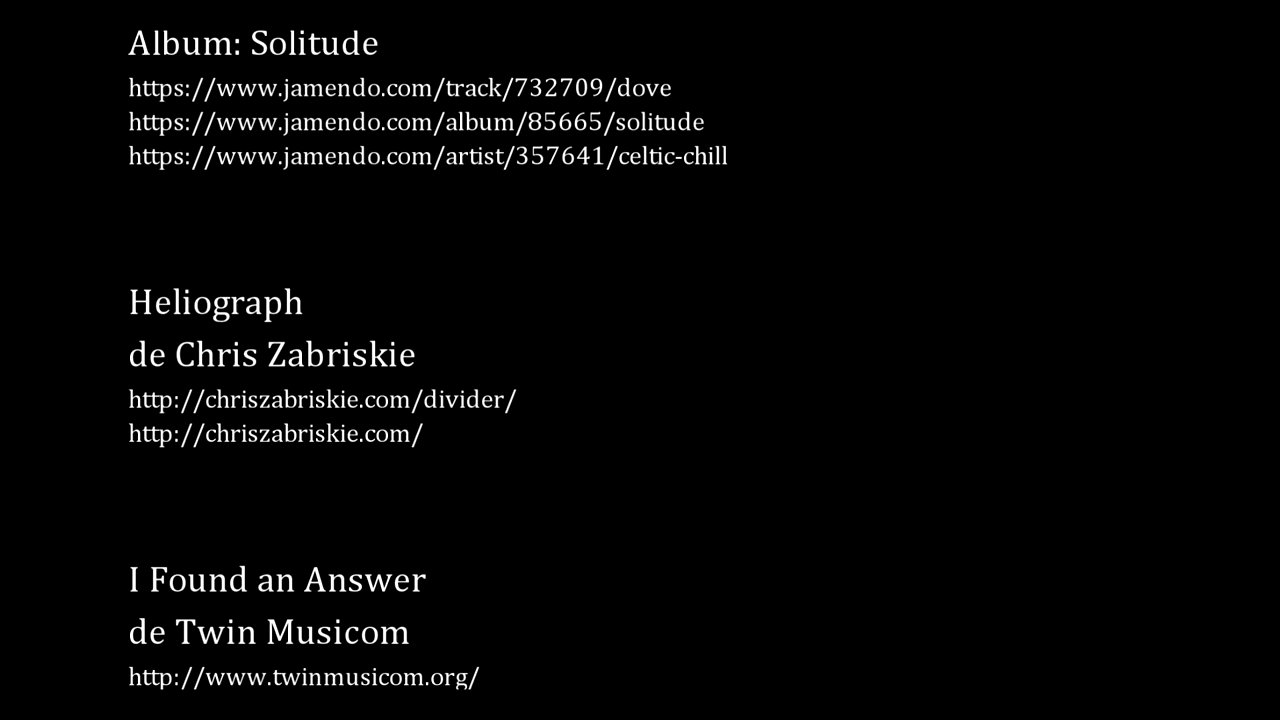 Album: Solitude
https://www.jamendo.com/track/732709/dove
https://www.jamendo.com/album/85665/solitude
https://www.jamendo.com/artist/357641/celtic-chill
Heliograph
de Chris Zabriskie
http://chriszabriskie.com/divider/
http://chriszabriskie.com/
I Found an Answer
de Twin Musicom
http://www.twinmusicom.org/